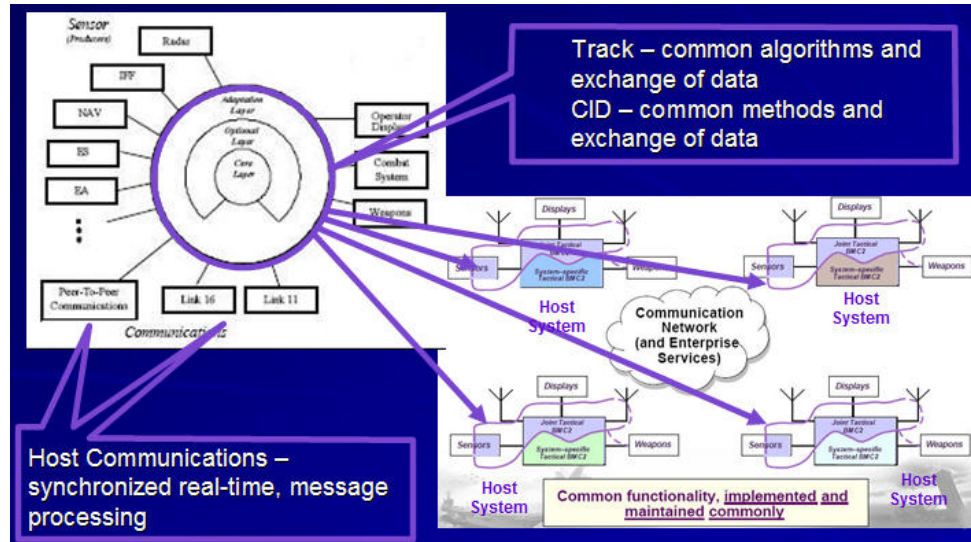 Sensor
(Producers)
Radar
IFF
NAV
ES
EA
Adaptation
Layer
Optional
Layer
Core
Layer
Operator
Display
Combat
System
Weapons
Peer-To-Peer
Communications
Link 16
Link 11
Communications
Track – common algorithms and
exchange of data
CID – common methods and
exchange of data
Host Communications –
synchronized real-time, message
processing
Displays
Joint Tactical
BMC2
Sensors
System-specific
Tactical BMC2
Weapons
Host
System
Displays
Joint Tactical
BMC2
Sensors
System-specific
Tactical BMC2
Weapons
Host
System
Communication
Network
(and Enterprise
Services)
Displays
Joint Tactical
BMC2
Sensors
System-specific
Tactical BMC2
Weapons
Host
System
Displays
Joint Tactical
BMC2
Sensors
System-specific
Tactical BMC2
Weapons
Host
System
Common functionality, implemented and
maintained commonly